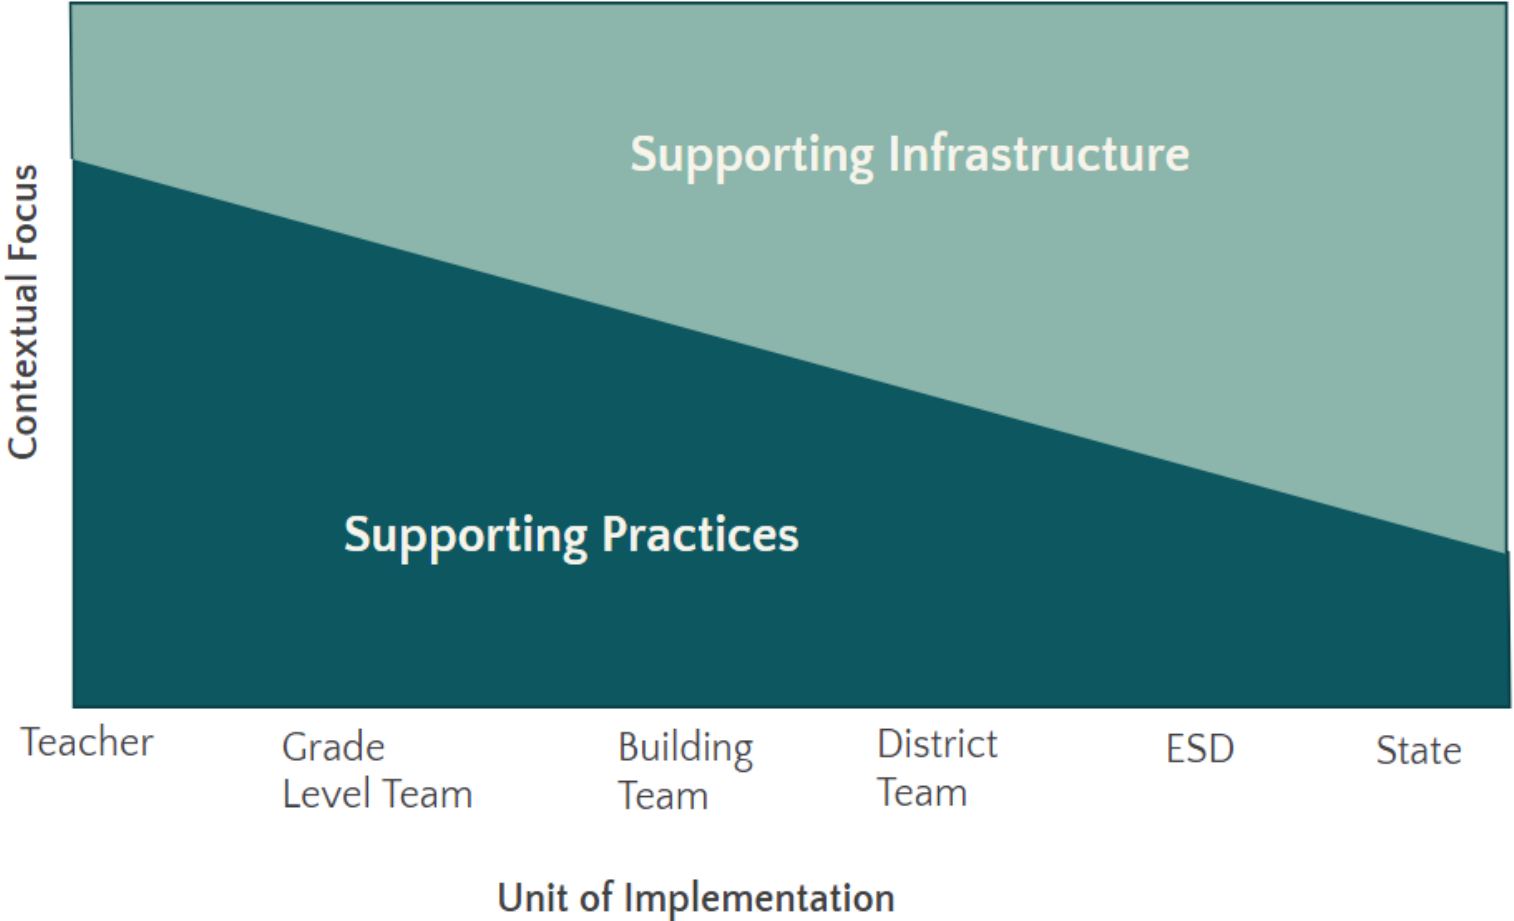 Supporting Infrastructure
Contextual Focus
Supporting Practices
Teacher
Grade
Level Team
Building
Team
District
Team
ESD
State
Unit of Implementation